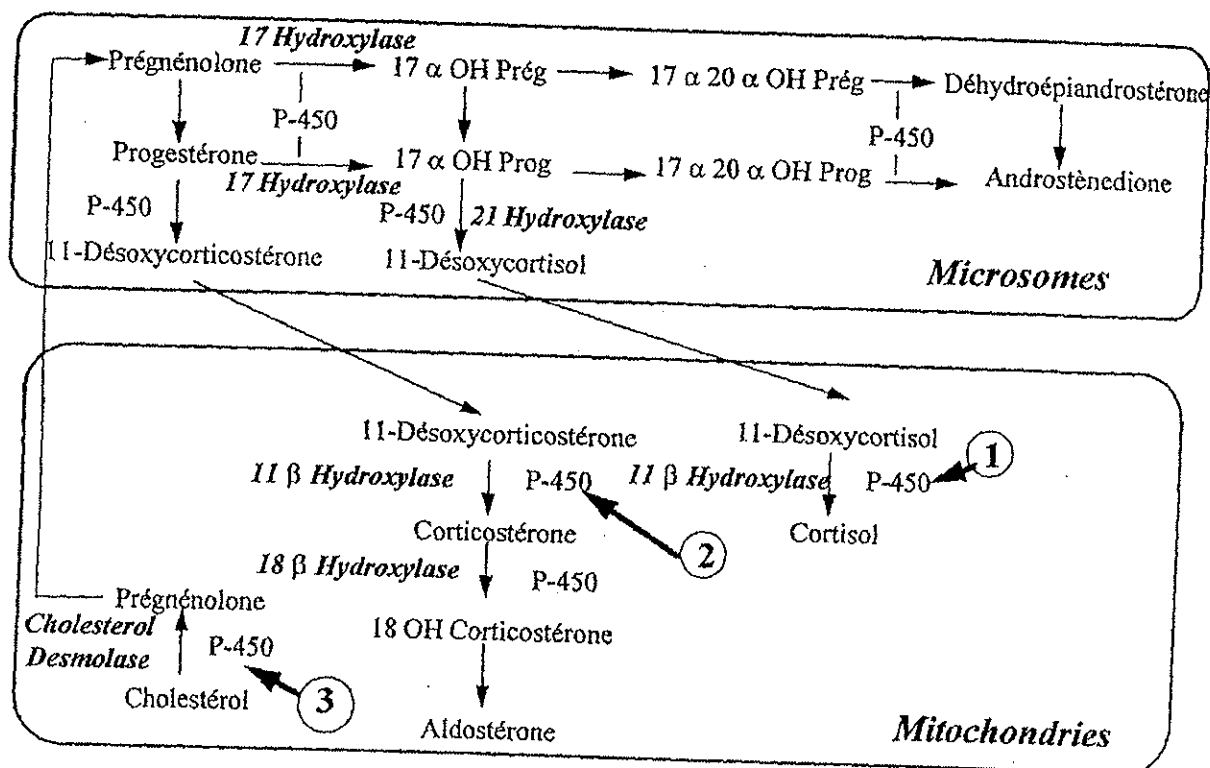 17 Hydroxylase
Prégnénolone 17 α OH Prég 17 α 20 α OH Prég Déhydroépiandrostérone
P-450 P-450
Progestérone 17 α OH Prog 17 α 20 α OH Prog Androstènedione
17 Hydroxylase
P-450 P-450 21 Hydroxylase
11-Désoxycorticostérone 11-Désoxycortisol
Microsomes
11-Désoxycorticostérone 11-Désoxycortisol
11 β Hydroxylase P-450 11 β Hydroxylase P-450 1
Corticostérone 2 Cortisol
18 β Hydroxylase P-450
Prégnénolone
Cholesterol
Desmolase P-450 18 OH Corticostérone
Cholestérol 3
Aldostérone
Mitochondries